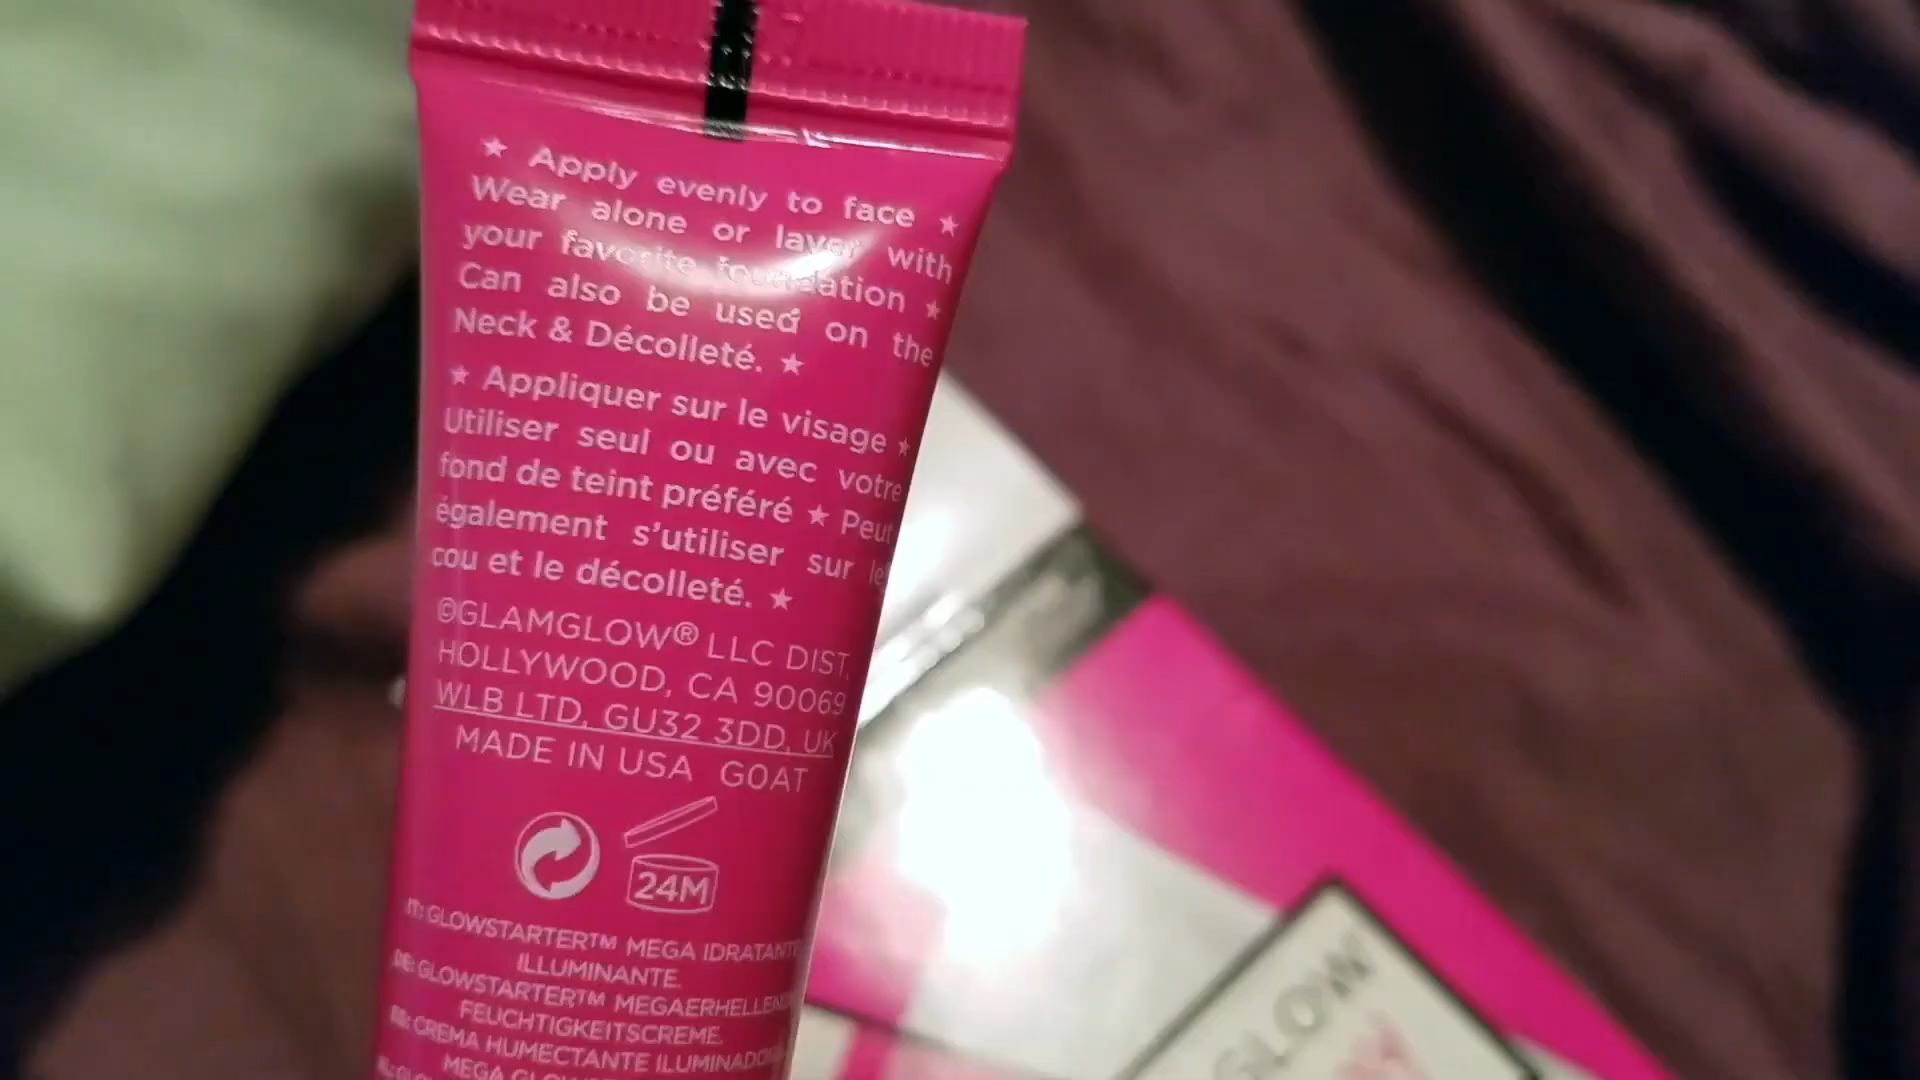 ★ Apply evenly to face ★
Wear alone or layer with
your favorite foundation ★
Can also be used on the
Neck & Décolleté. ★
★ Appliquer sur le visage ★
Utiliser seul ou avec votre
fond de teint préféré ★ Peut
également s'utiliser sur le
cou et le décolleté. ★
©GLAMGLOW® LLC DIST.
HOLLYWOOD, CA 90069
WLB LTD, GU32 3DD, UK
MADE IN USA G0AT
24M
IT: GLOWSTARTER™ MEGA IDRATANTE
ILLUMINANTE.
DE: GLOWSTARTER™ MEGAERHELLENDE
FEUCHTIGKEITSCREME.
CREMA HUMECTANTE ILUMINADORA
MEGA
GLOW